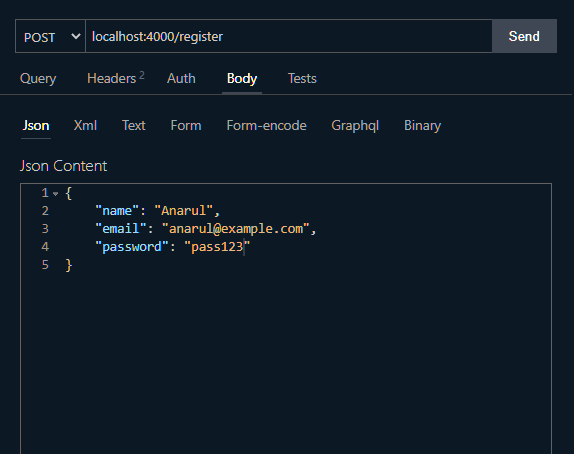 POST localhost:4000/register Send
Query Headers 2 Auth Body Tests
Json Xml Text Form Form-encode Graphql Binary
Json Content
1 {
2 "name": "Anarul",
3 "email": "anarul@example.com",
4 "password": "pass123"
5 }